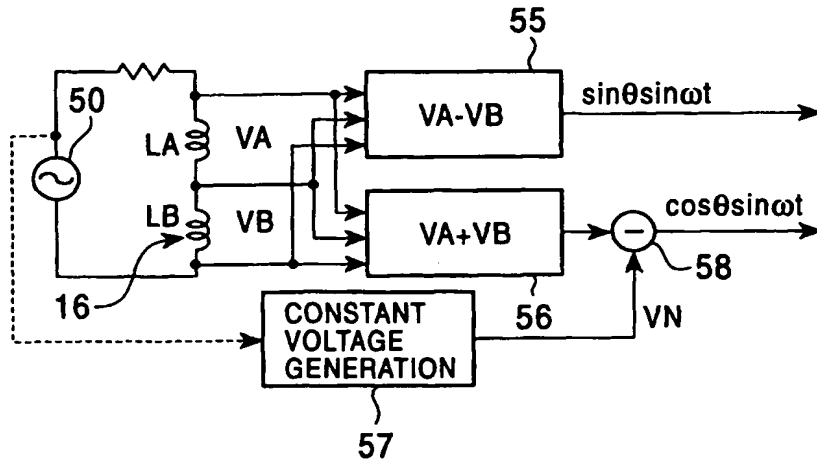 55
50
LA
VA
VA-VB
sinθsinωt
LB
VB
VA+VB
cosθsinωt
58
16
CONSTANT
VOLTAGE
GENERATION
56
VN
57